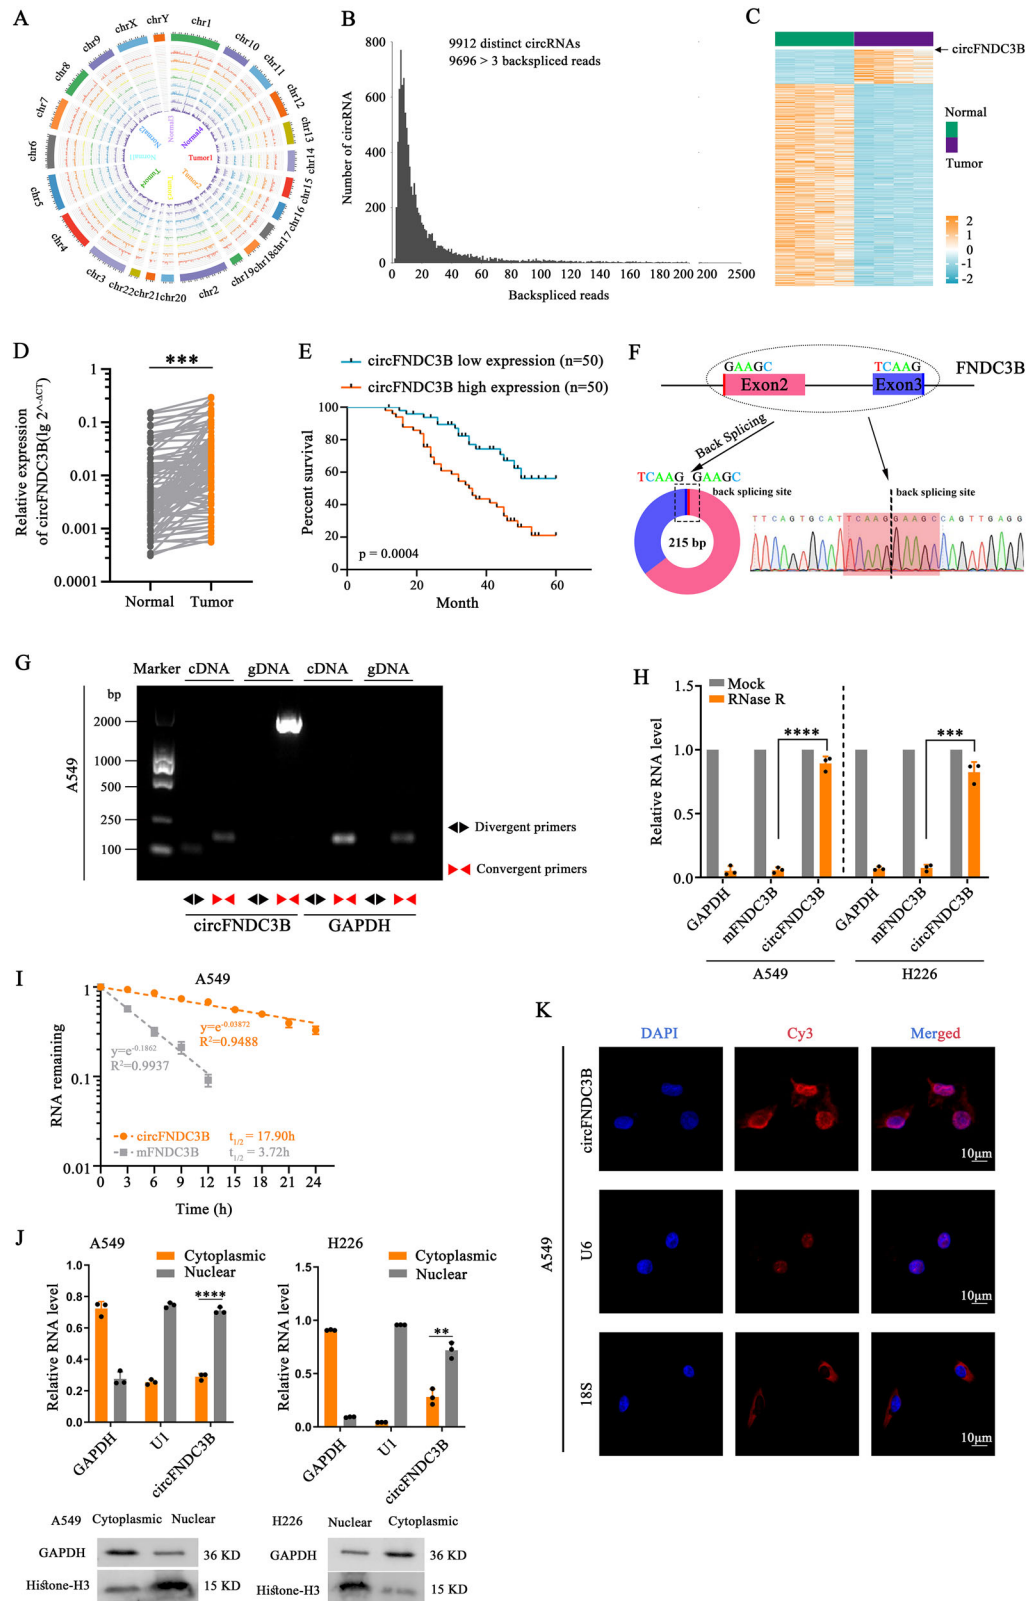 A
chrX
chrY
chr1
chr9
chr10
chr8
chr11
chr7
chr12
chr6
chr13
chr5
chr14
chr4
chr15
chr3
chr16
chr22
chr21
chr20
chr2
chr19
chr18
chr17
Normal3
Normal4
Normal2
Tumor1
Tumor2
Tumor4
B
9912 distinct circRNAs
9696 > 3 backspliced reads
Number of circRNA
800
600
400
200
0
0 20 40 60 80 100 120 140 160 180 200 200 2500
Backspliced reads
C
circFNDC3B
Normal
Tumor
2
1
0
-1
-2
D
***
Relative expression
of circFNDC3B(lg 2^-ΔCT)
1
0.1
0.01
0.001
0.0001
Normal Tumor
E
circFNDC3B low expression (n=50)
circFNDC3B high expression (n=50)
Percent survival
100
80
60
40
20
0
p = 0.0004
0 20 40 60
Month
F
GAAGC TCAAG FNDC3B
Exon2 Exon3
Back Splicing
TCAAG GAAGC
back splicing site
back splicing site
215 bp
TTCAGTGCATTCAAGGAAGCCAGTTGAGG
G
Marker cDNA gDNA cDNA gDNA
bp
2000
1000
500
250
100
A549
Divergent primers
Convergent primers
circFNDC3B GAPDH
H
Mock
RNase R
Relative RNA level
1.5
1.0
0.5
0.0
**** ***
GAPDH mFNDC3B circFNDC3B GAPDH mFNDC3B circFNDC3B
A549 H226
I
A549
RNA remaining
1
0.1
0.01
y=e-0.03872
R2=0.9488
y=e-0.1862
R2=0.9937
circFNDC3B t1/2 = 17.90h
mFNDC3B t1/2 = 3.72h
0 3 6 9 12 15 18 21 24
Time (h)
J
A549
Cytoplasmic
Nuclear
Relative RNA level
0.8
0.6
0.4
0.2
0.0
****
GAPDH U1 circFNDC3B
H226
Cytoplasmic
Nuclear
Relative RNA level
1.5
1.0
0.5
0.0
**
GAPDH U1 circFNDC3B
A549 Cytoplasmic Nuclear
GAPDH 36 KD
Histone-H3 15 KD
H226 Nuclear Cytoplasmic
GAPDH 36 KD
Histone-H3 15 KD
K
DAPI Cy3 Merged
A549
circFNDC3B
10μm
U6
10μm
18S
10μm